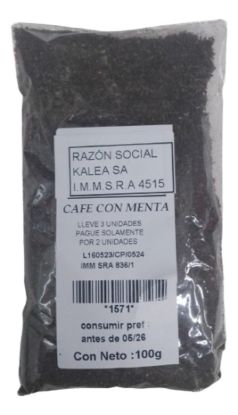 RAZÓN SOCIAL
KALEA SA
I.M.M S.R.A 4515
CAFE CON MENTA
LLEVE 3 UNIDADES
PAGUE SOLAMENTE
POR 2 UNIDADES
L160523/CP/0524
IMM SRA 836/1
*1571*
consumir pref
antes de 05/26
Con Neto :100g